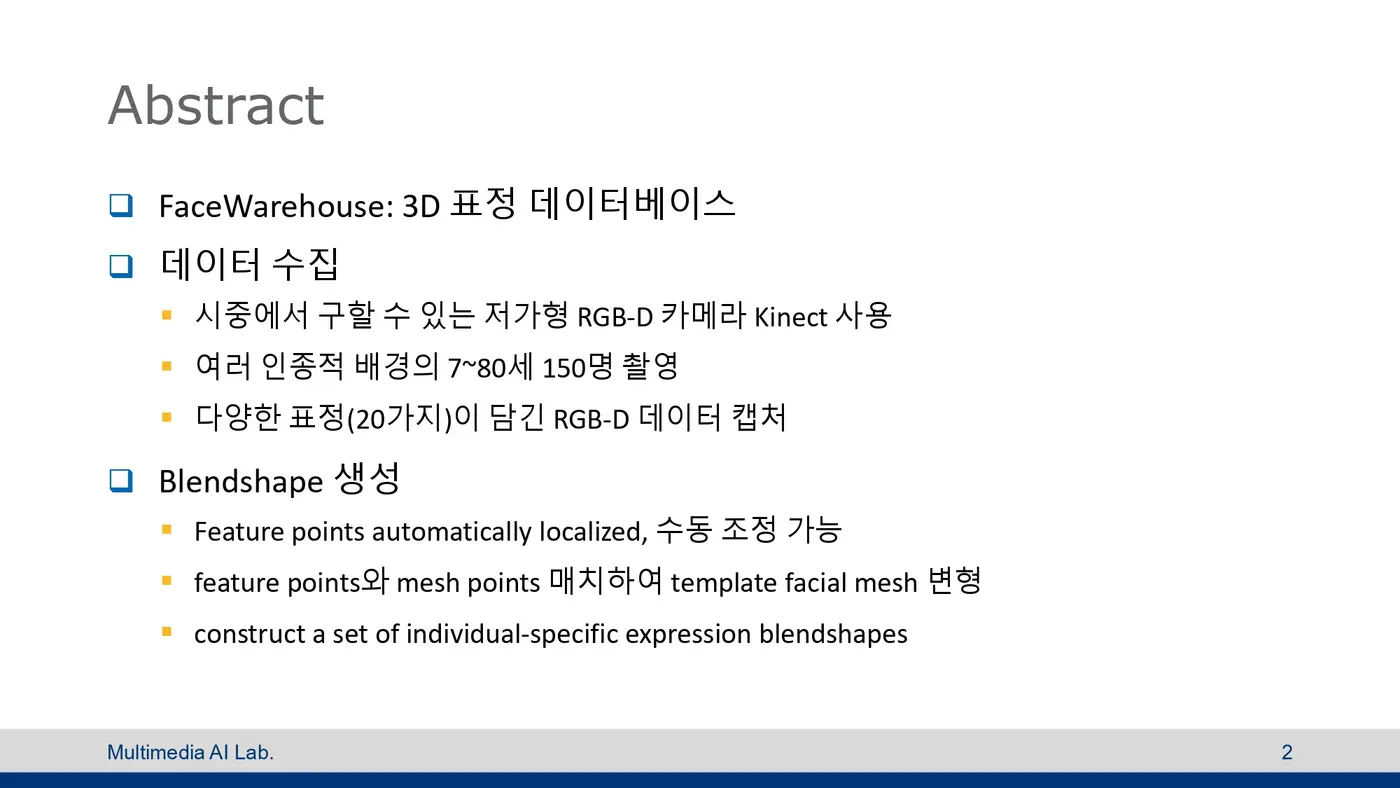 Abstract
FaceWarehouse: 3D 표정 데이터베이스
데이터 수집
시중에서 구할 수 있는 저가형 RGB-D 카메라 Kinect 사용
여러 인종적 배경의 7~80세 150명 촬영
다양한 표정(20가지)이 담긴 RGB-D 데이터 캡처
Blendshape 생성
Feature points automatically localized, 수동 조정 가능
feature points와 mesh points 매치하여 template facial mesh 변형
construct a set of individual-specific expression blendshapes
Multimedia AI Lab.
2